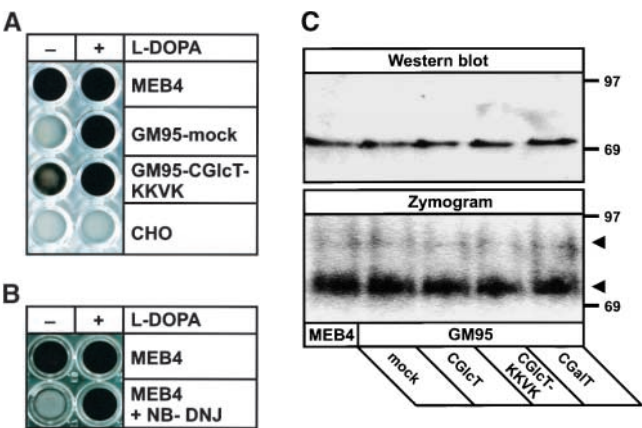 A
– + L-DOPA
MEB4
GM95-mock
GM95-CGlcT-
KKVK
CHO
B
– + L-DOPA
MEB4
MEB4
+ NB- DNJ
C
Western blot
97
69
Zymogram
97
69
MEB4 GM95
mock
CGlcT
CGlcT-
KKVK
CGalT